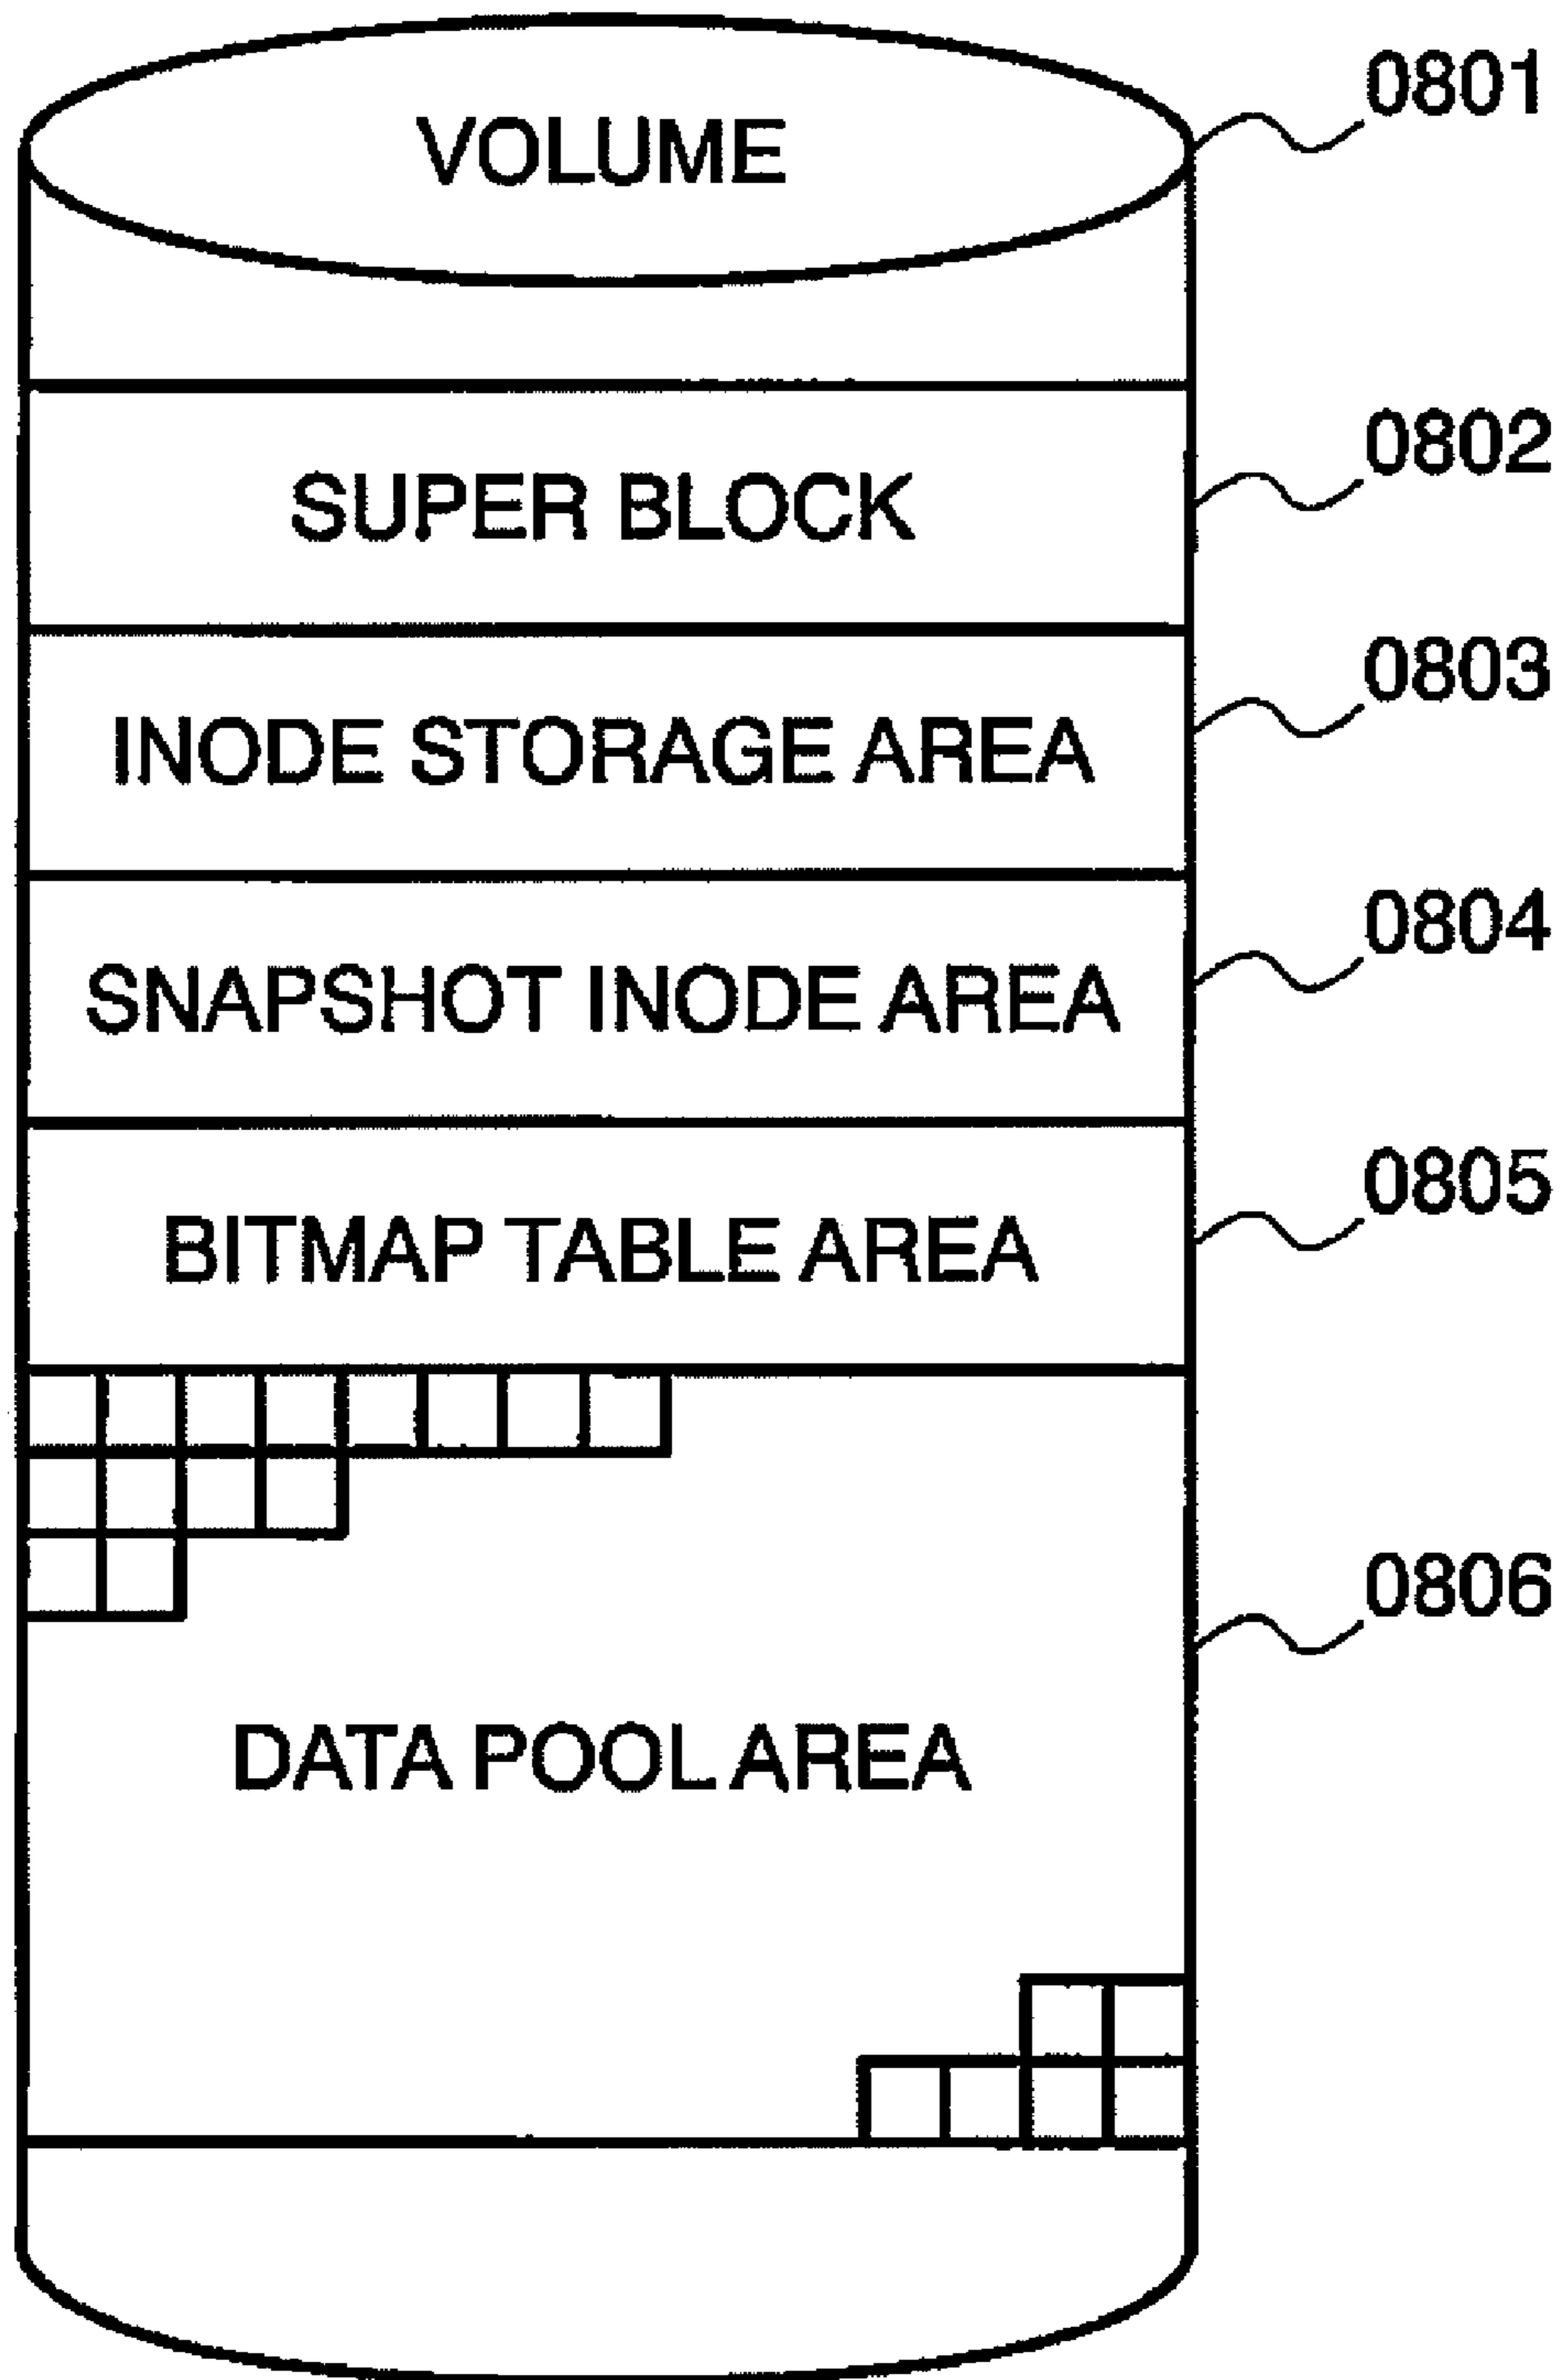 VOLUME
0801
SUPER BLOCK
0802
INODE STORAGE AREA
0803
SNAPSHOT INODE AREA
0804
BITMAP TABLE AREA
0805
DATA POOL AREA
0806